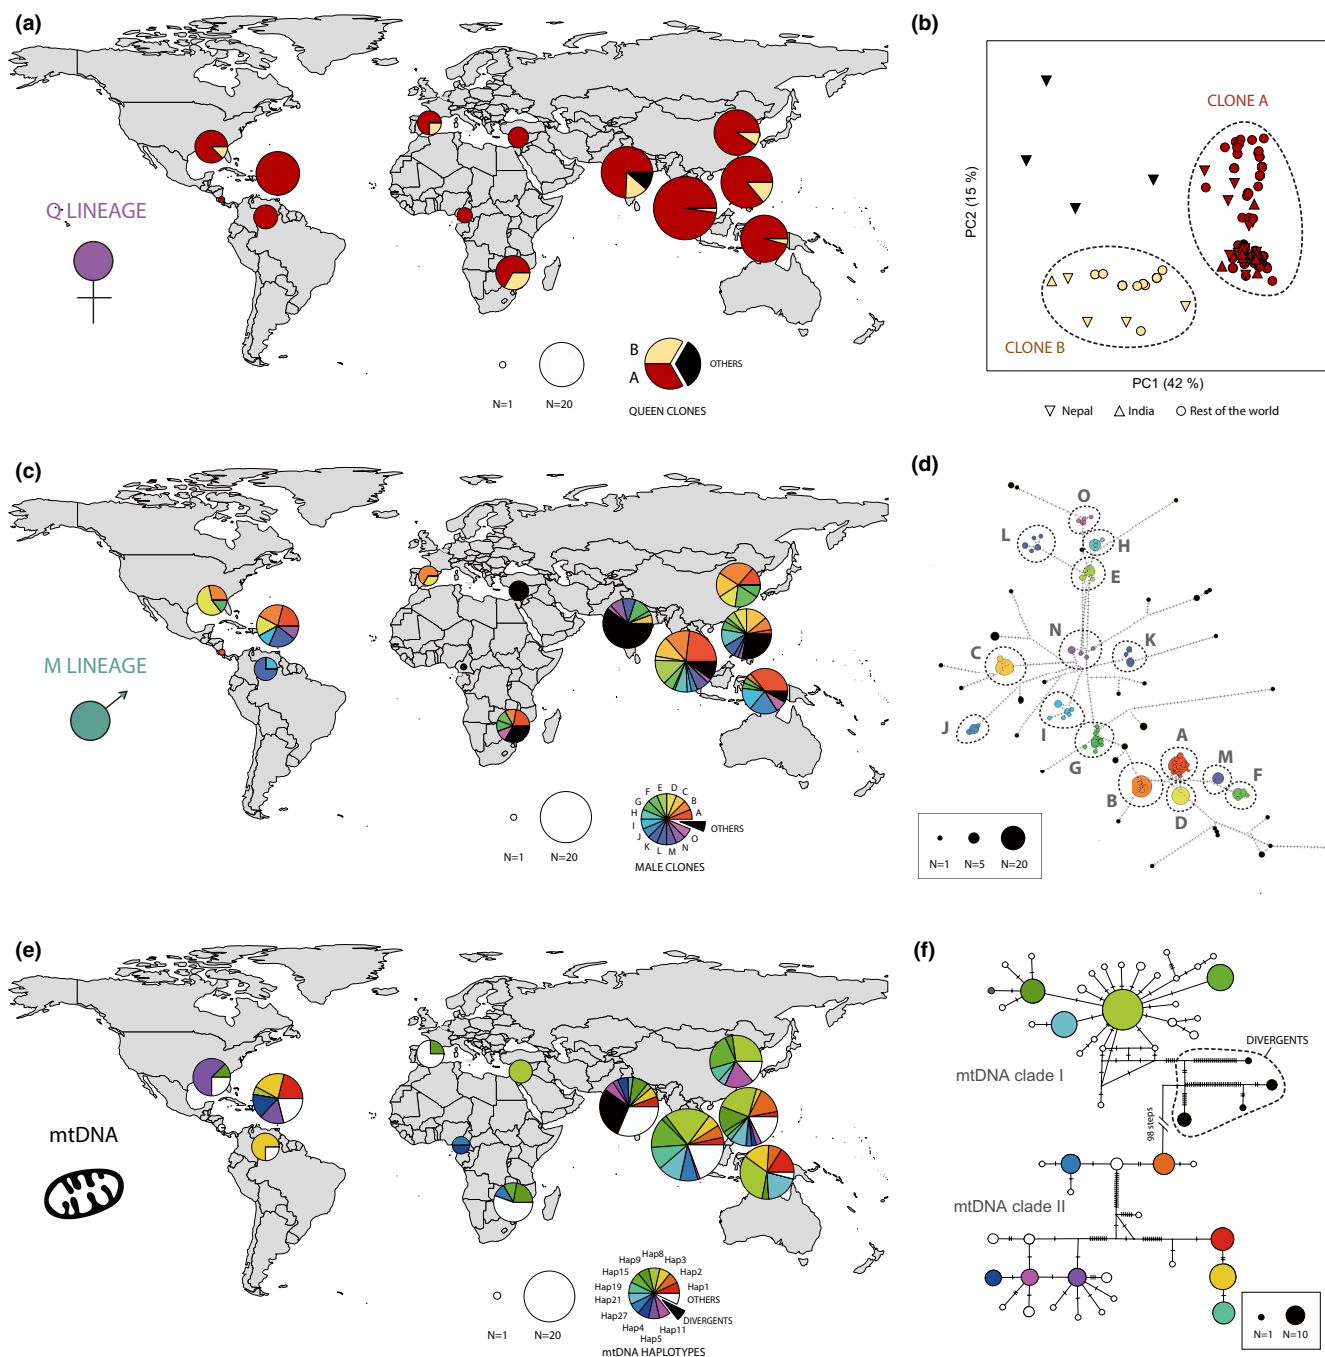 (a)
Q LINEAGE
N=1
N=20
B
A
OTHERS
QUEEN CLONES
(b)
CLONE A
CLONE B
PC2 (15 %)
PC1 (42 %)
Nepal
India
Rest of the world
(c)
M LINEAGE
N=1
N=20
A
B
C
D
E
F
G
H
I
J
K
L
M
N
O
OTHERS
MALE CLONES
(d)
O
L
H
E
N
K
C
J
I
G
A
M
F
B
D
N=1
N=5
N=20
(e)
mtDNA
N=1
N=20
Hap8
Hap9
Hap3
Hap15
Hap2
Hap19
Hap1
Hap21
OTHERS
Hap27
DIVERGENTS
Hap4
Hap11
Hap5
mtDNA HAPLOTYPES
(f)
DIVERGENTS
mtDNA clade I
98 steps
mtDNA clade II
N=1
N=10